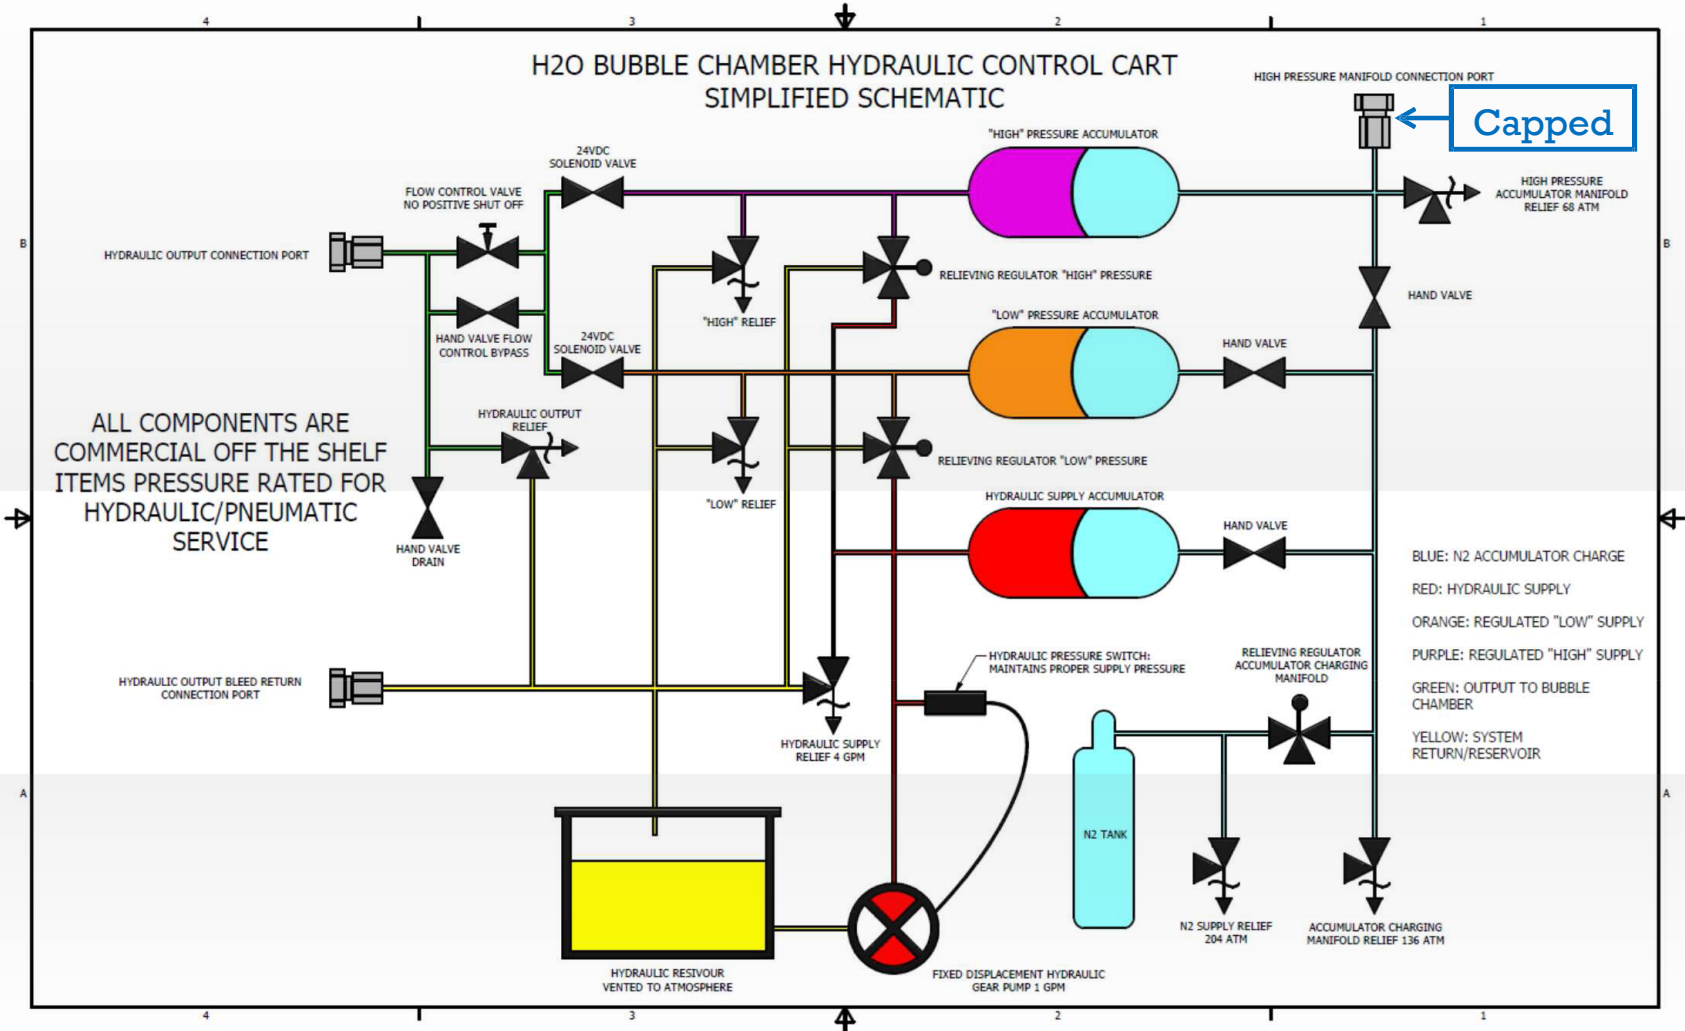 4
3
2
1
H2O BUBBLE CHAMBER HYDRAULIC CONTROL CART
SIMPLIFIED SCHEMATIC
HIGH PRESSURE MANIFOLD CONNECTION PORT
Capped
"HIGH" PRESSURE ACCUMULATOR
24VDC
SOLENOID VALVE
FLOW CONTROL VALVE
NO POSITIVE SHUT OFF
HIGH PRESSURE
ACCUMULATOR MANIFOLD
RELIEF 68 ATM
B
B
HYDRAULIC OUTPUT CONNECTION PORT
RELIEVING REGULATOR "HIGH" PRESSURE
HAND VALVE
"HIGH" RELIEF
"LOW" PRESSURE ACCUMULATOR
HAND VALVE FLOW
CONTROL BYPASS
24VDC
SOLENOID VALVE
HAND VALVE
ALL COMPONENTS ARE
COMMERCIAL OFF THE SHELF
ITEMS PRESSURE RATED FOR
HYDRAULIC/PNEUMATIC
SERVICE
HYDRAULIC OUTPUT
RELIEF
RELIEVING REGULATOR "LOW" PRESSURE
"LOW" RELIEF
HYDRAULIC SUPPLY ACCUMULATOR
HAND VALVE
HAND VALVE
DRAIN
BLUE: N2 ACCUMULATOR CHARGE
RED: HYDRAULIC SUPPLY
ORANGE: REGULATED "LOW" SUPPLY
PURPLE: REGULATED "HIGH" SUPPLY
GREEN: OUTPUT TO BUBBLE
CHAMBER
YELLOW: SYSTEM
RETURN/RESERVOIR
HYDRAULIC PRESSURE SWITCH:
MAINTAINS PROPER SUPPLY PRESSURE
RELIEVING REGULATOR
ACCUMULATOR CHARGING
MANIFOLD
HYDRAULIC OUTPUT BLEED RETURN
CONNECTION PORT
HYDRAULIC SUPPLY
RELIEF 4 GPM
A
A
N2 TANK
N2 SUPPLY RELIEF
204 ATM
ACCUMULATOR CHARGING
MANIFOLD RELIEF 136 ATM
HYDRAULIC RESIVOUR
VENTED TO ATMOSPHERE
FIXED DISPLACEMENT HYDRAULIC
GEAR PUMP 1 GPM
4
3
2
1